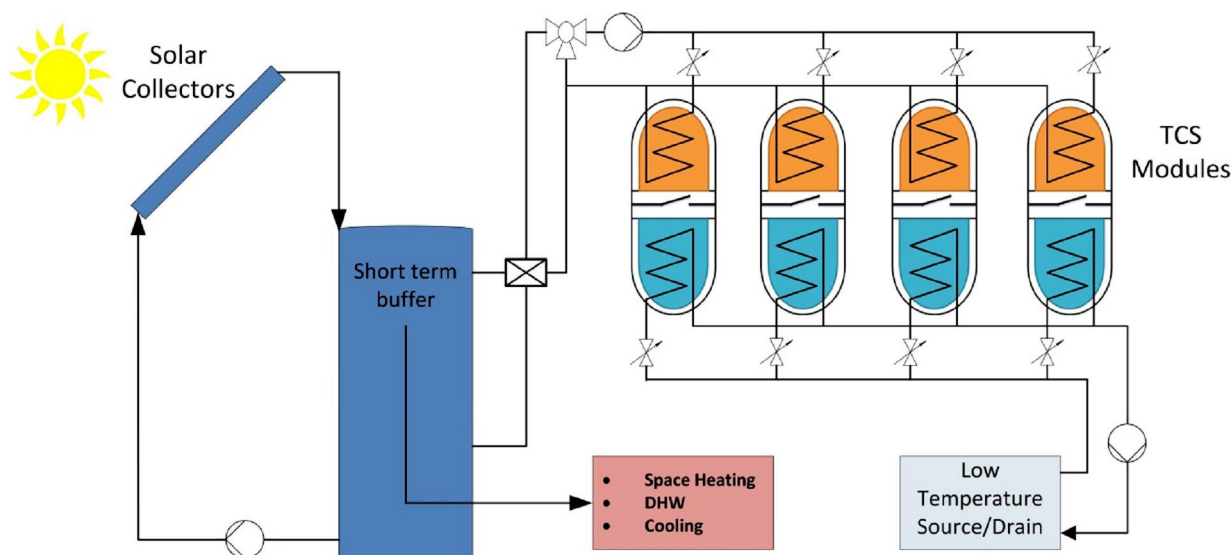 Solar
Collectors
TCS
Modules
Short term
buffer
• Space Heating
• DHW
• Cooling
Low
Temperature
Source/Drain